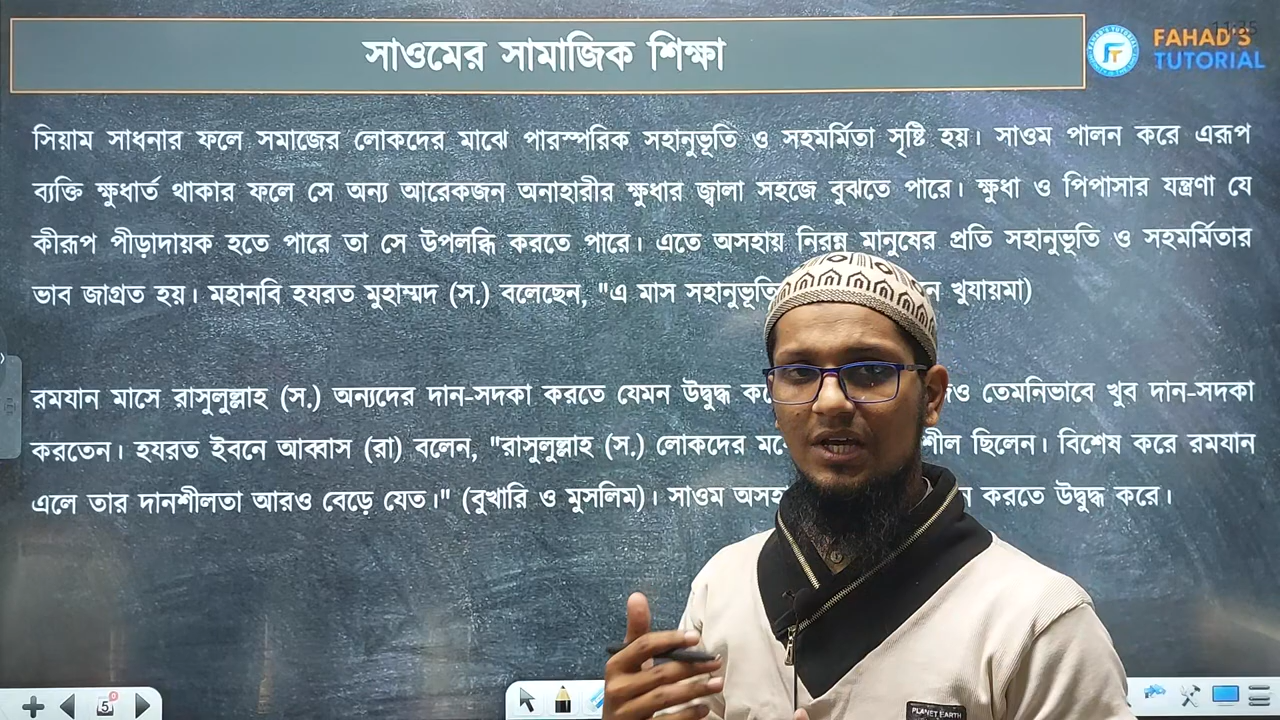 সাওমের সামাজিক শিক্ষা
FAHAD'S
TUTORIAL
সিয়াম সাধনার ফলে সমাজের লোকদের মাঝে পারস্পরিক সহানুভূতি ও সহমর্মিতা সৃষ্টি হয়। সাওম পালন করে এরূপ
ব্যক্তি ক্ষুধার্ত থাকার ফলে সে অন্য আরেকজন অনাহারীর ক্ষুধার জ্বালা সহজে বুঝতে পারে। ক্ষুধা ও পিপাসার যন্ত্রণা যে
কীরূপ পীড়াদায়ক হতে পারে তা সে উপলব্ধি করতে পারে। এতে অসহায় নিরন্ন মানুষের প্রতি সহানুভূতি ও সহমর্মিতার
ভাব জাগ্রত হয়। মহানবি হযরত মুহাম্মদ (স.) বলেছেন, "এ মাস সহানুভূতি খুযায়মা)
রমযান মাসে রাসুলুল্লাহ (স.) অন্যদের দান-সদকা করতে যেমন উদ্বুদ্ধ তেমনিভাবে খুব দান-সদকা
করতেন। হযরত ইবনে আব্বাস (রা) বলেন, "রাসুলুল্লাহ (স.) লোকদের শীল ছিলেন। বিশেষ করে রমযান
এলে তার দানশীলতা আরও বেড়ে যেত।" (বুখারি ও মুসলিম)। সাওম করতে উদ্বুদ্ধ করে।
PLANET EARTH
5